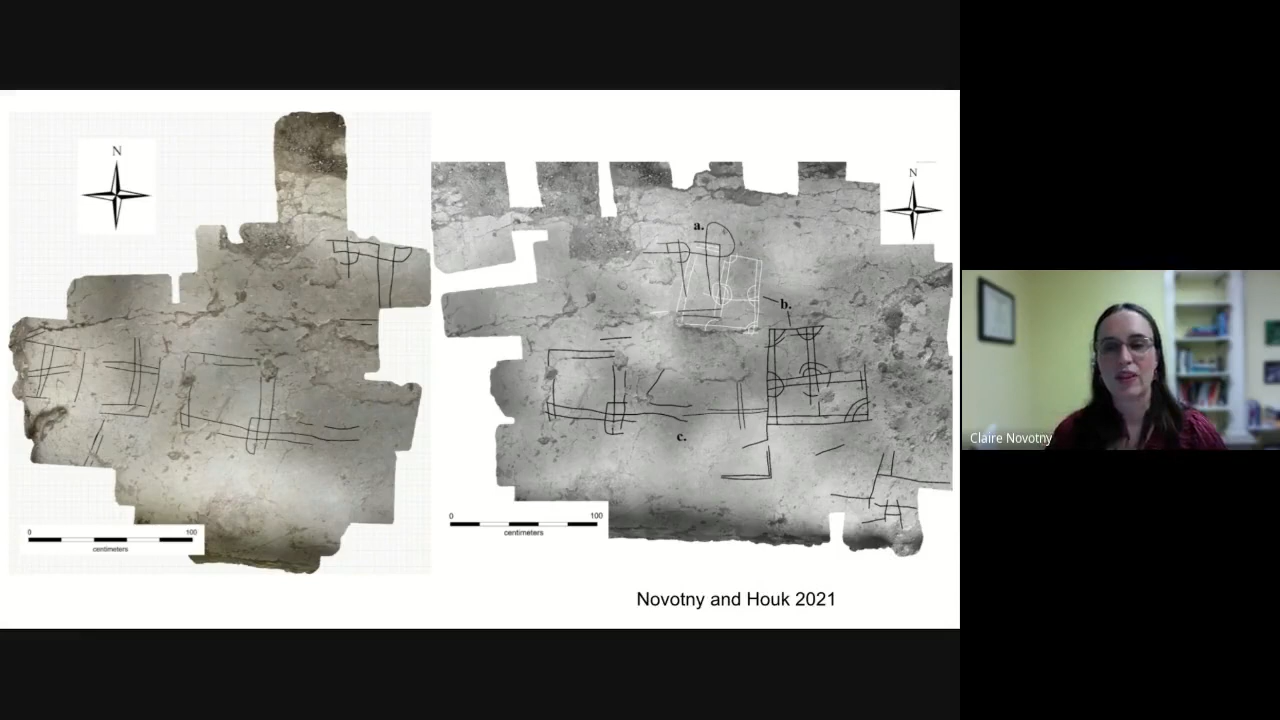 N
0
100
centimeters
N
a.
b.
c.
0
100
centimeters
Novotny and Houk 2021
Claire Novotny